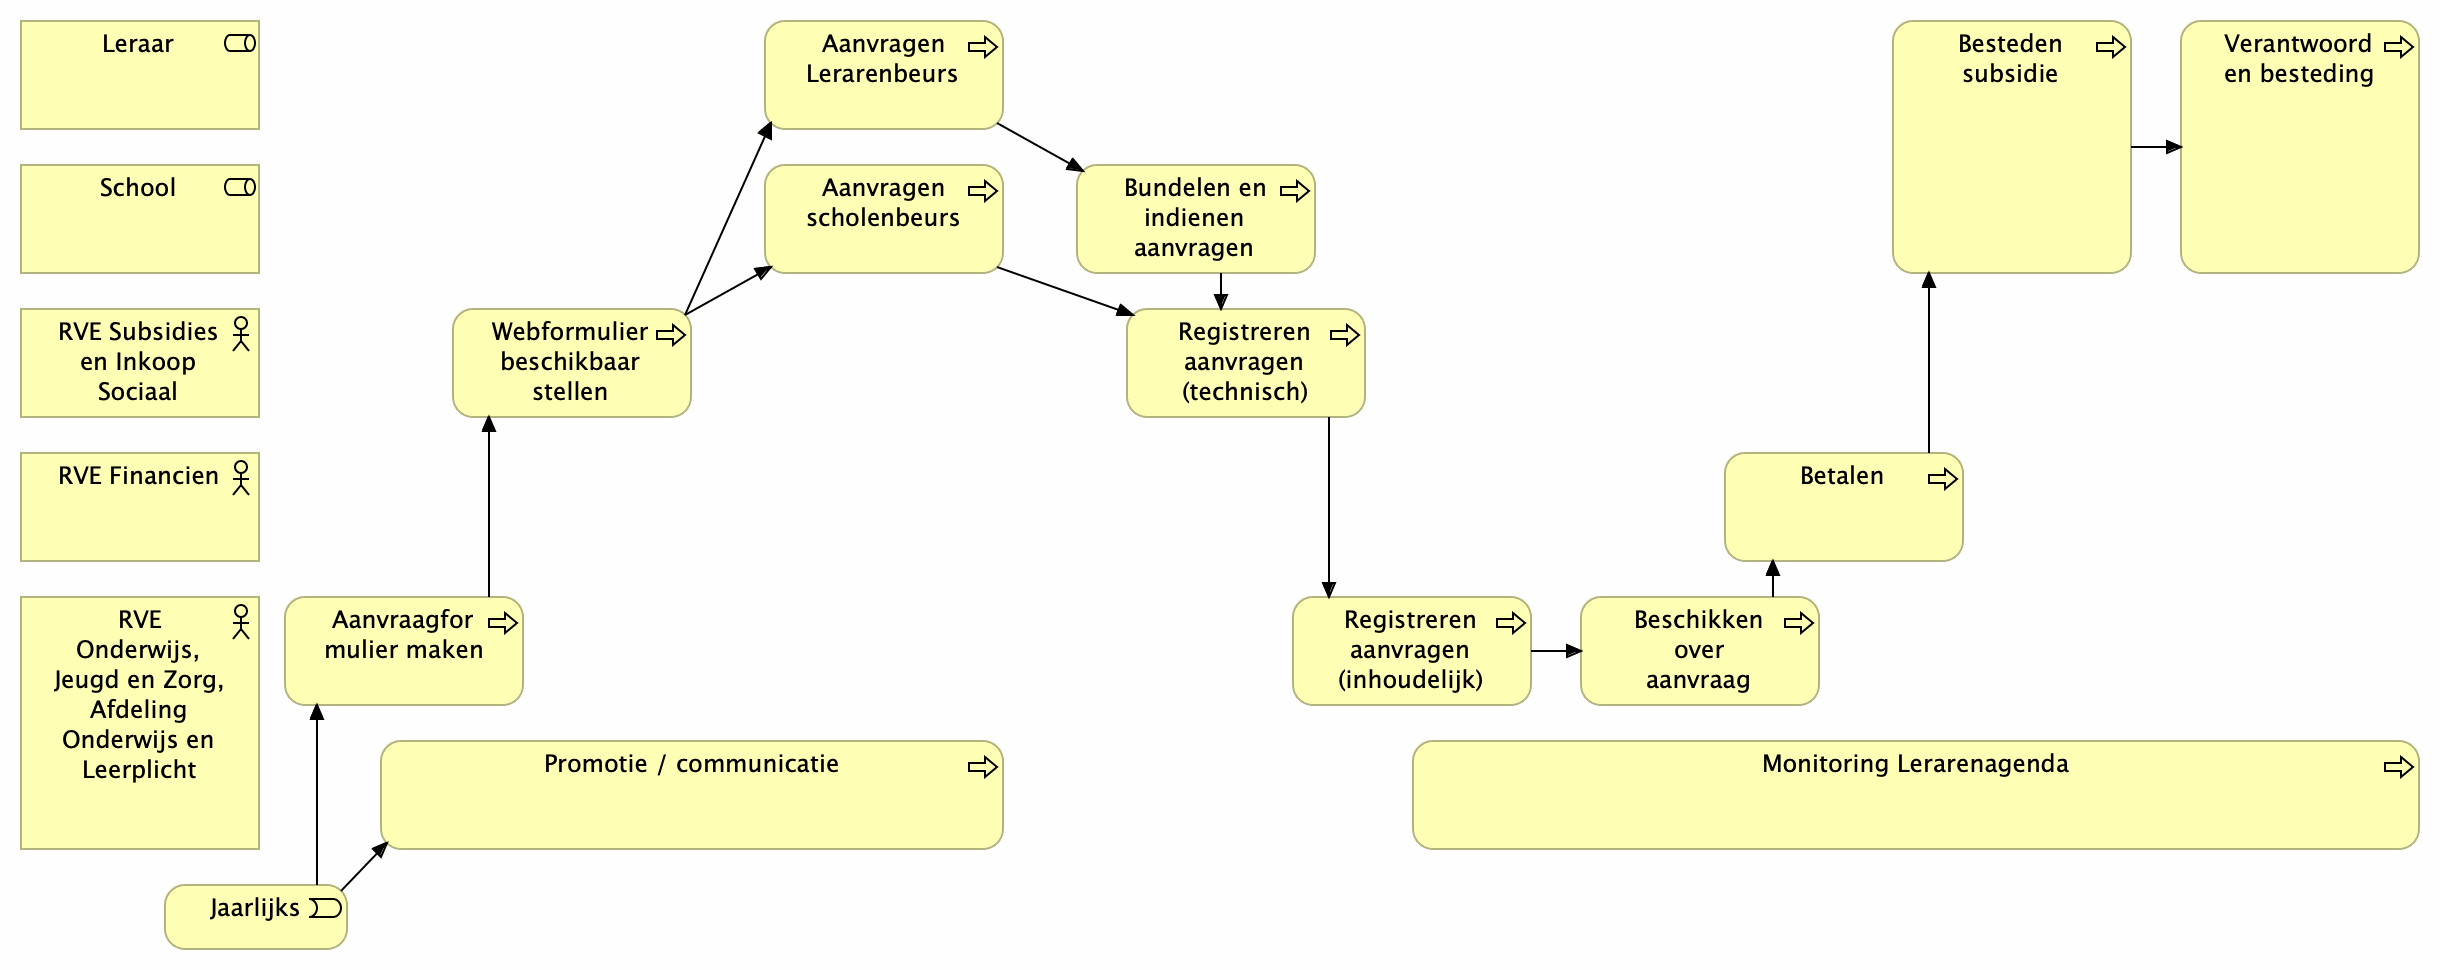 Leraar
Aanvragen
Lerarenbeurs
Besteden
subsidie
Verantwoord
en besteding
School
Aanvragen
scholenbeurs
Bundelen en
indienen
aanvragen
RVE Subsidies
en Inkoop
Sociaal
Webformulier
beschikbaar
stellen
Registreren
aanvragen
(technisch)
RVE Financien
Betalen
RVE
Onderwijs,
Jeugd en Zorg,
Afdeling
Onderwijs en
Leerplicht
Aanvraagfor
mulier maken
Registreren
aanvragen
(inhoudelijk)
Beschikken
over
aanvraag
Promotie / communicatie
Monitoring Lerarenagenda
Jaarlijks